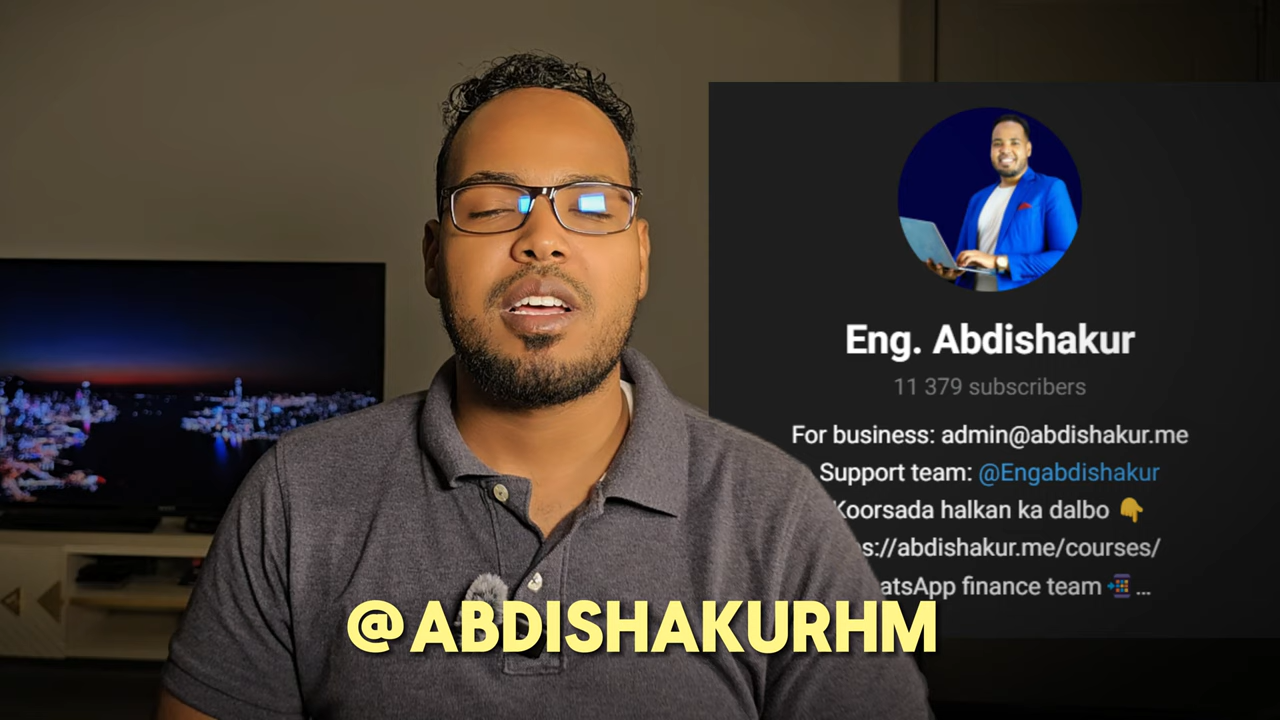 Eng. Abdishakur
11 379 subscribers
For business: admin@abdishakur.me
Support team: @Engabdishakur
Koorsada halkan ka dalbo 👇
s://abdishakur.me/courses/
atsApp finance team 📲 ...
@ABDISHAKURHM